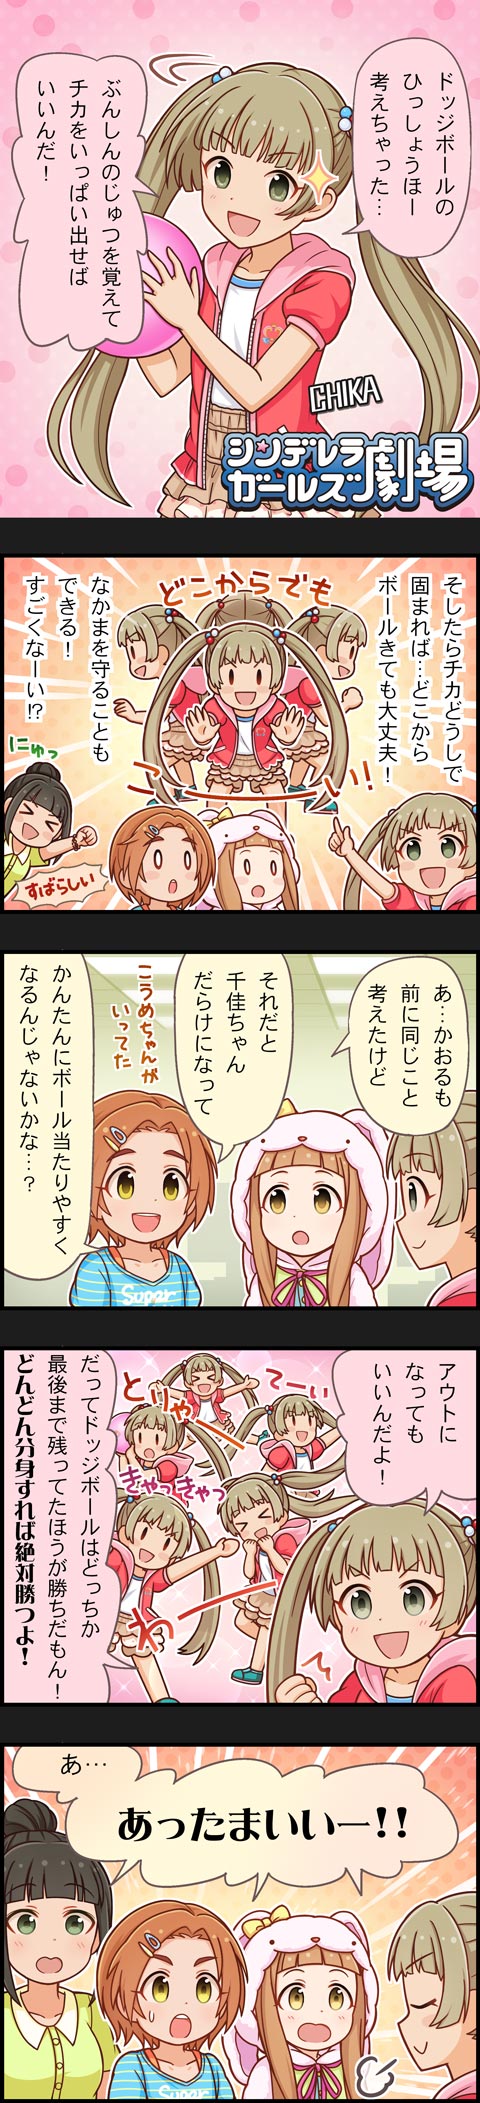 ドッジボールの
ひっしょうほー
考えちゃった…
ぶんしんのじゅつを覚えて
チカをいっぱい出せば
いいんだ！
CHIKA
シンデレラ
ガールズ劇場
そしたらチカどうしで
固まれば…どこから
ボールきても大丈夫！
どこからでも
こーーい！
なかまを守ることも
できる！
すごくなーい！？
にゅっ
すばらしい
あ…かおるも
前に同じこと
考えたけど
それだと
千佳ちゃん
だらけになって
こうめちゃんが
いってた
かんたんにボール当たりやすく
なるんじゃないかな…？
アウトに
なっても
いいんだよ！
てーい
とりゃー
きゃっきゃっ
わー
だってドッジボールはどっちか
最後まで残ってたほうが勝ちだもん！
どんどん分身すれば絶対勝つよ！
あ…
あったまいいー！！
Super